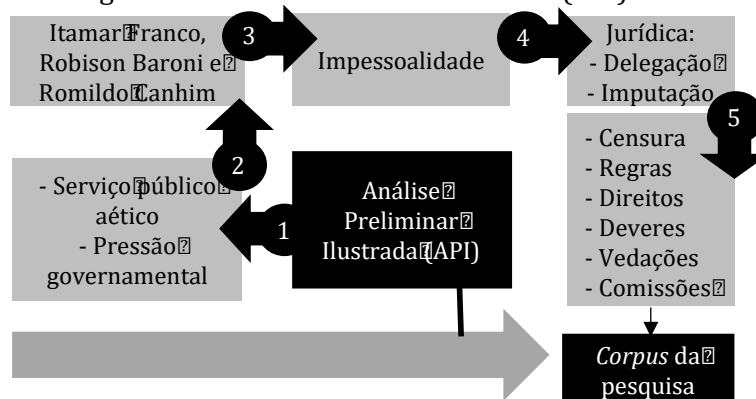 Itamar Franco,
Robison Baroni e
Romildo Canhim
3
Impessoalidade
4
Jurídica:
- Delegação
- Imputação
5
- Censura
- Regras
- Direitos
- Deveres
- Vedações
- Comissões
2
- Serviço público
aético
- Pressão
governamental
1
Análise
Preliminar
Ilustrada (API)
Corpus da
pesquisa